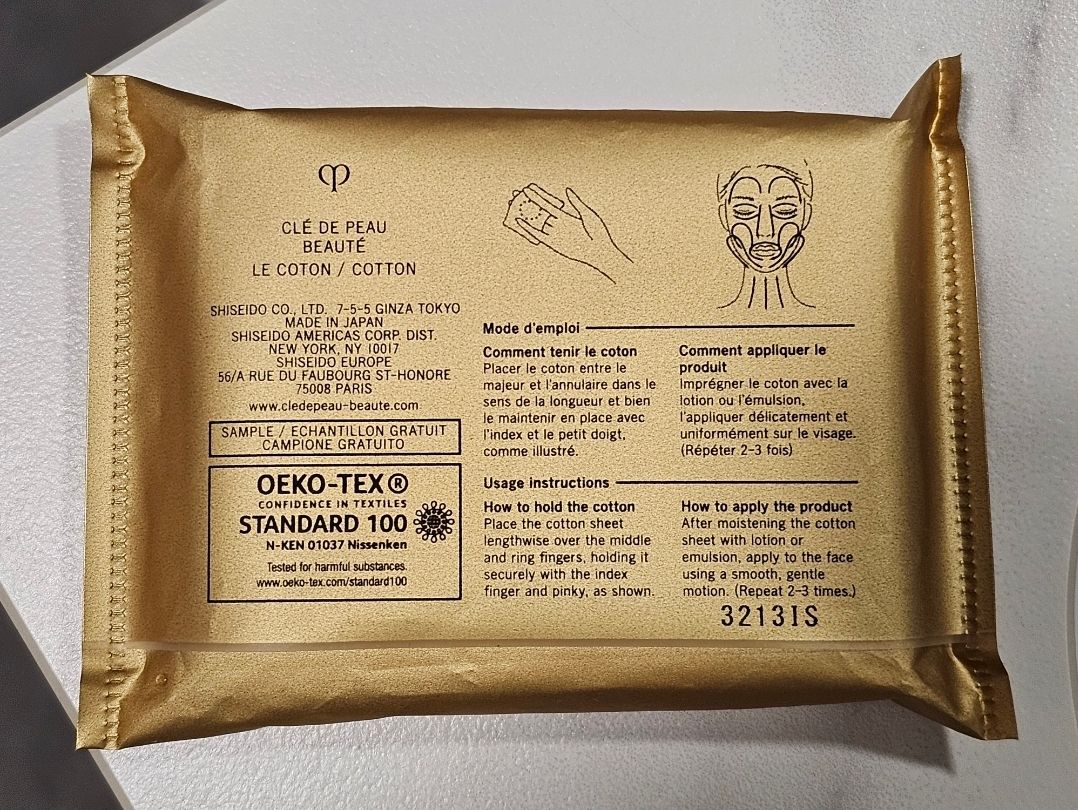 CLÉ DE PEAU
BEAUTÉ
LE COTON / COTTON
SHISEIDO CO., LTD. 7-5-5 GINZA TOKYO
MADE IN JAPAN
SHISEIDO AMERICAS CORP. DIST.
NEW YORK, NY 10017
SHISEIDO EUROPE
56/A RUE DU FAUBOURG ST-HONORE
75008 PARIS
www.cledepeau-beaute.com
SAMPLE / ECHANTILLON GRATUIT
CAMPIONE GRATUITO
OEKO-TEX®
CONFIDENCE IN TEXTILES
STANDARD 100
N-KEN 01037 Nissenken
Tested for harmful substances.
www.oeko-tex.com/standard100
Mode d'emploi
Comment tenir le coton
Placer le coton entre le
majeur et l'annulaire dans le
sens de la longueur et bien
le maintenir en place avec
l'index et le petit doigt,
comme illustré.
Comment appliquer le
produit
Imprégner le coton avec la
lotion ou l'émulsion,
l'appliquer délicatement et
uniformément sur le visage.
(Répéter 2-3 fois)
Usage instructions
How to hold the cotton
Place the cotton sheet
lengthwise over the middle
and ring fingers, holding it
securely with the index
finger and pinky, as shown.
How to apply the product
After moistening the cotton
sheet with lotion or
emulsion, apply to the face
using a smooth, gentle
motion. (Repeat 2-3 times.)
3213IS